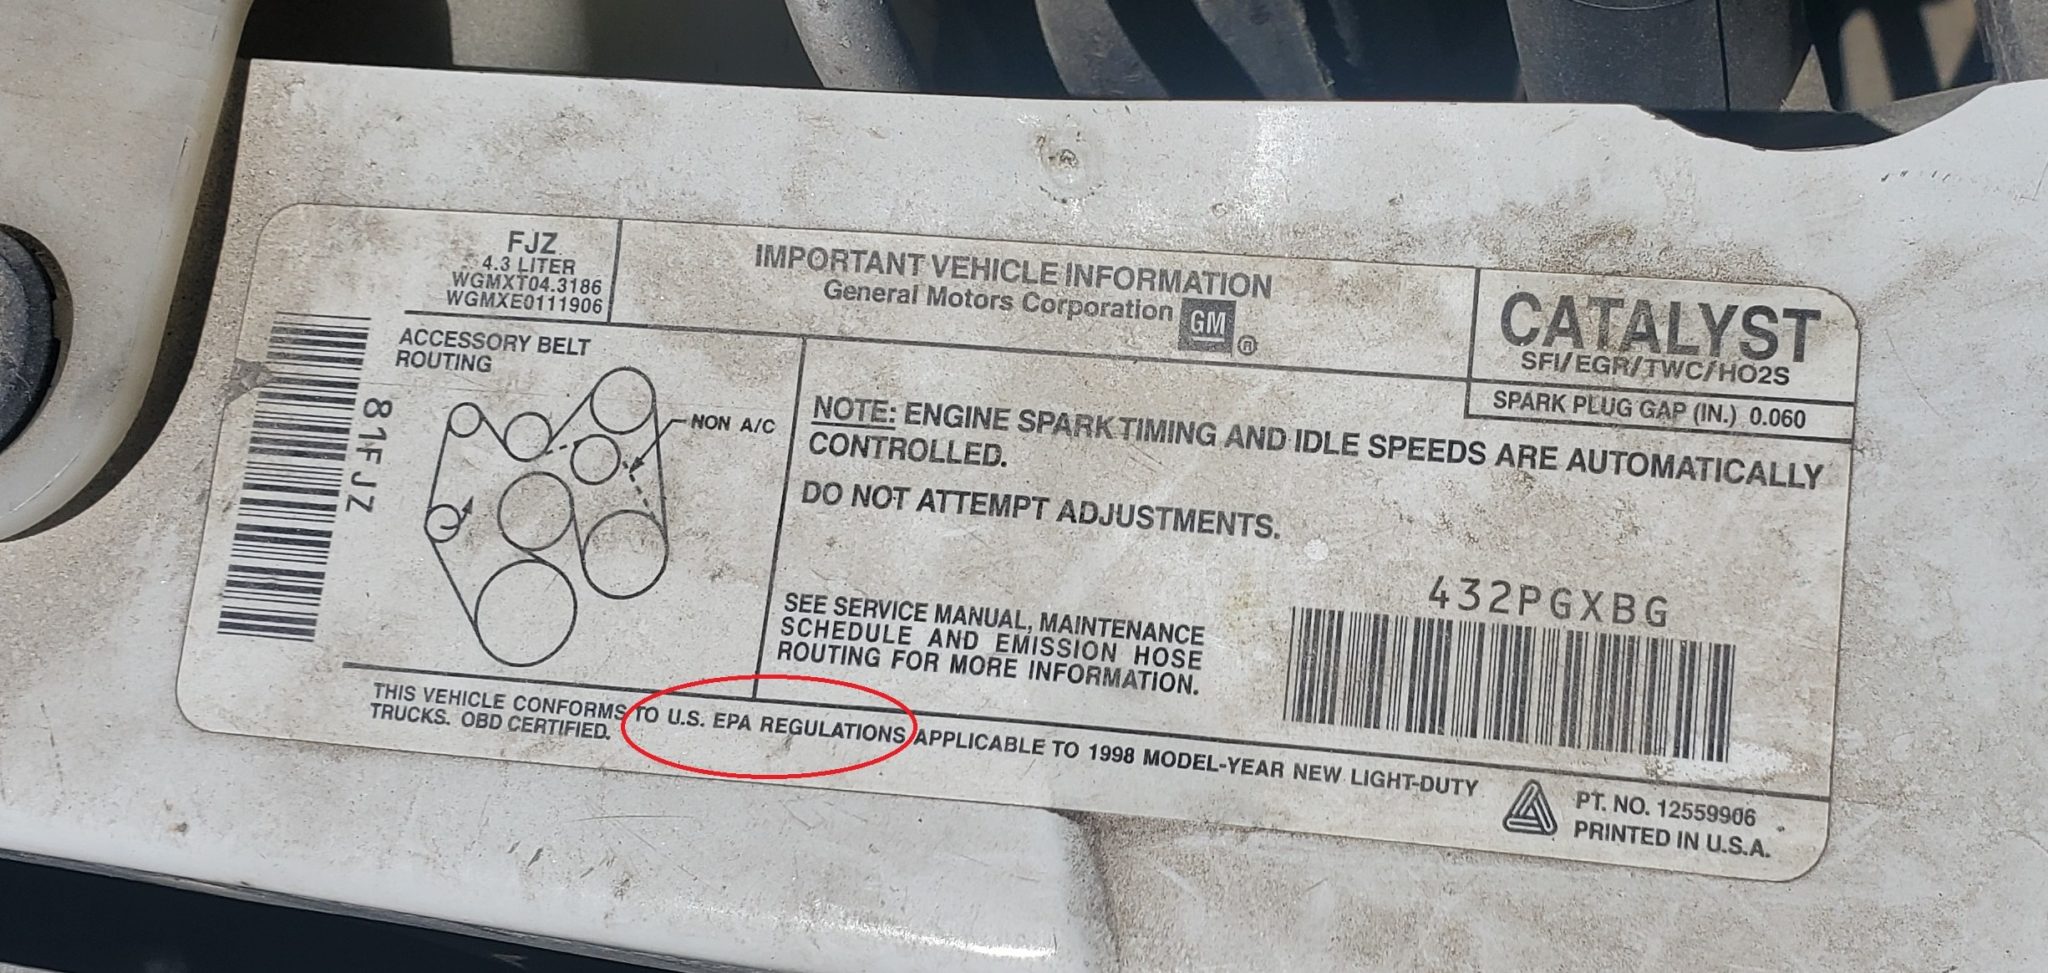 FJZ
4.3 LITER
WGMXT04.3186
WGMXE0111906
IMPORTANT VEHICLE INFORMATION
General Motors Corporation GM ®
CATALYST
SFI/EGR/TWC/HO2S
SPARK PLUG GAP (IN.) 0.060
81FJZ
ACCESSORY BELT
ROUTING
NON A/C
NOTE: ENGINE SPARK TIMING AND IDLE SPEEDS ARE AUTOMATICALLY
CONTROLLED.
DO NOT ATTEMPT ADJUSTMENTS.
SEE SERVICE MANUAL, MAINTENANCE
SCHEDULE AND EMISSION HOSE
ROUTING FOR MORE INFORMATION.
432PGXBG
THIS VEHICLE CONFORMS TO U.S. EPA REGULATIONS APPLICABLE TO 1998 MODEL-YEAR NEW LIGHT-DUTY
TRUCKS. OBD CERTIFIED.
PT. NO. 12559906
PRINTED IN U.S.A.